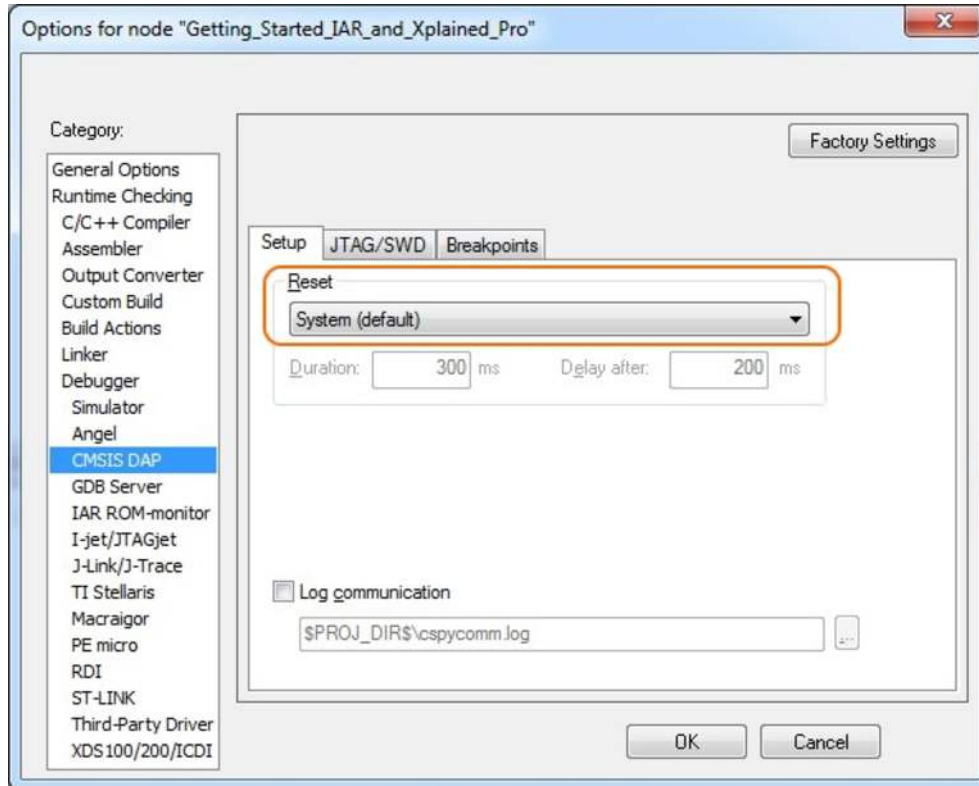 Options for node "Getting_Started_IAR_and_Xplained_Pro"
Category:
Factory Settings
General Options
Runtime Checking
C/C++ Compiler
Assembler
Output Converter
Custom Build
Build Actions
Linker
Debugger
Simulator
Angel
CMSIS DAP
GDB Server
IAR ROM-monitor
I-jet/JTAGjet
J-Link/J-Trace
TI Stellaris
Macraigor
PE micro
RDI
ST-LINK
Third-Party Driver
XDS100/200/ICDI
Setup JTAG/SWD Breakpoints
Reset
System (default)
Duration: 300 ms Delay after: 200 ms
Log communication
$PROJ_DIR$\cspycomm.log
...
OK Cancel